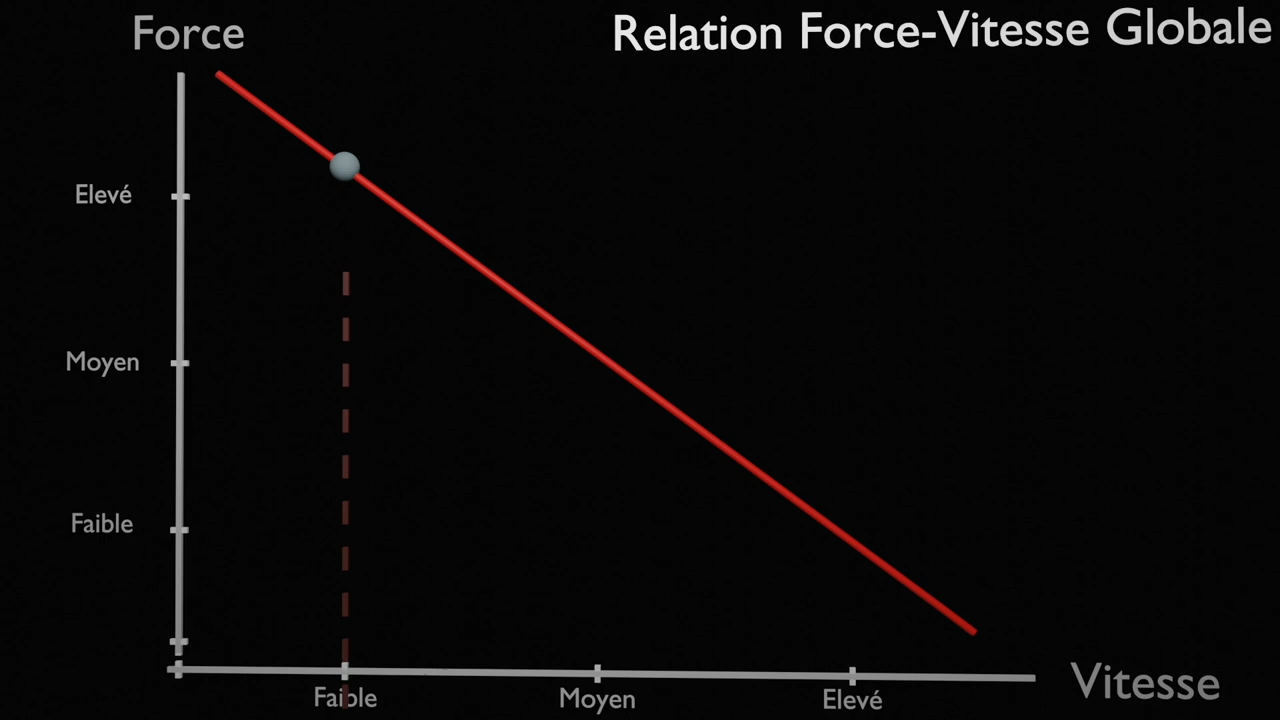 Force
Relation Force-Vitesse Globale
Elevé
Moyen
Faible
Faible
Moyen
Elevé
Vitesse